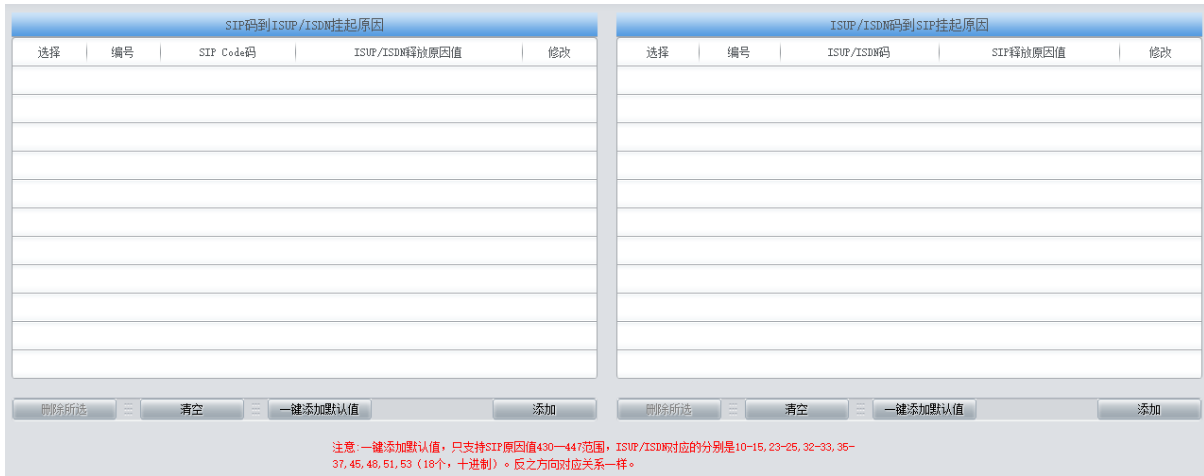 SIP码到ISUP/ISDN挂起原因
选择 编号 SIP Code码 ISUP/ISDN释放原因值 修改
删除所选 清空 一键添加默认值 添加
ISUP/ISDN码到SIP挂起原因
选择 编号 ISUP/ISDN码 SIP释放原因值 修改
删除所选 清空 一键添加默认值 添加
注意:一键添加默认值，只支持SIP原因值430—447范围，ISUP/ISDN对应的分别是10-15,23-25,32-33,35-
37,45,48,51,53（18个，十进制）。反之方向对应关系一样。